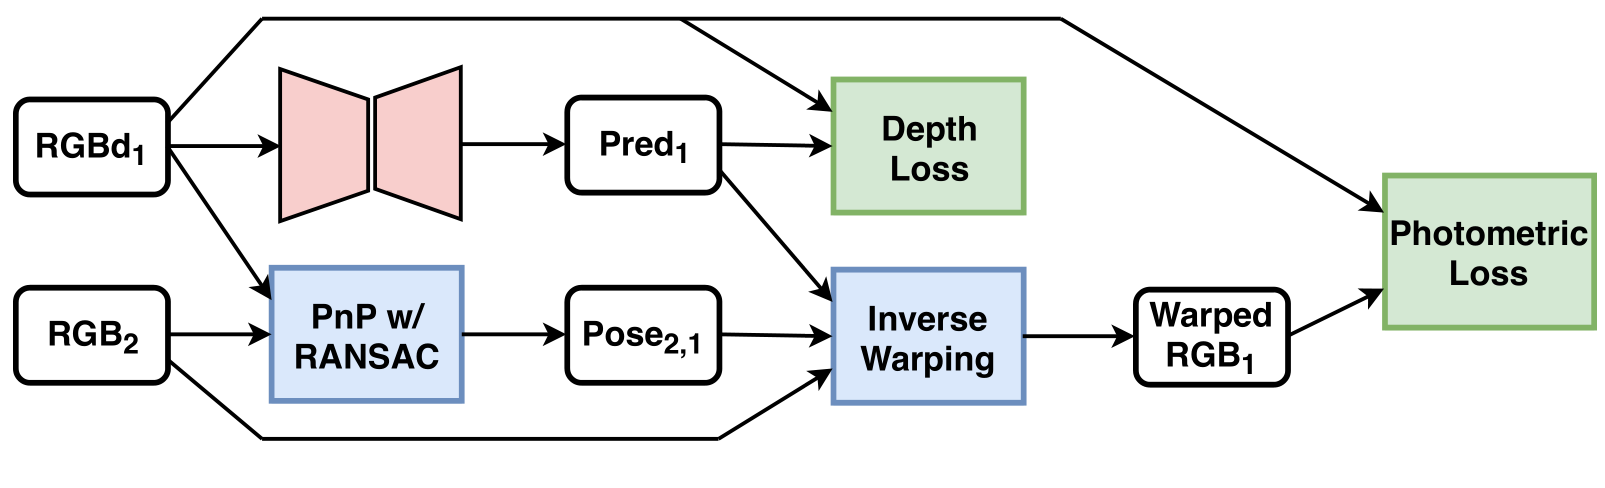 RGBd₁
Pred₁
Depth
Loss
Photometric
Loss
RGB₂
PnP w/
RANSAC
Pose₂,₁
Inverse
Warping
Warped
RGB₁